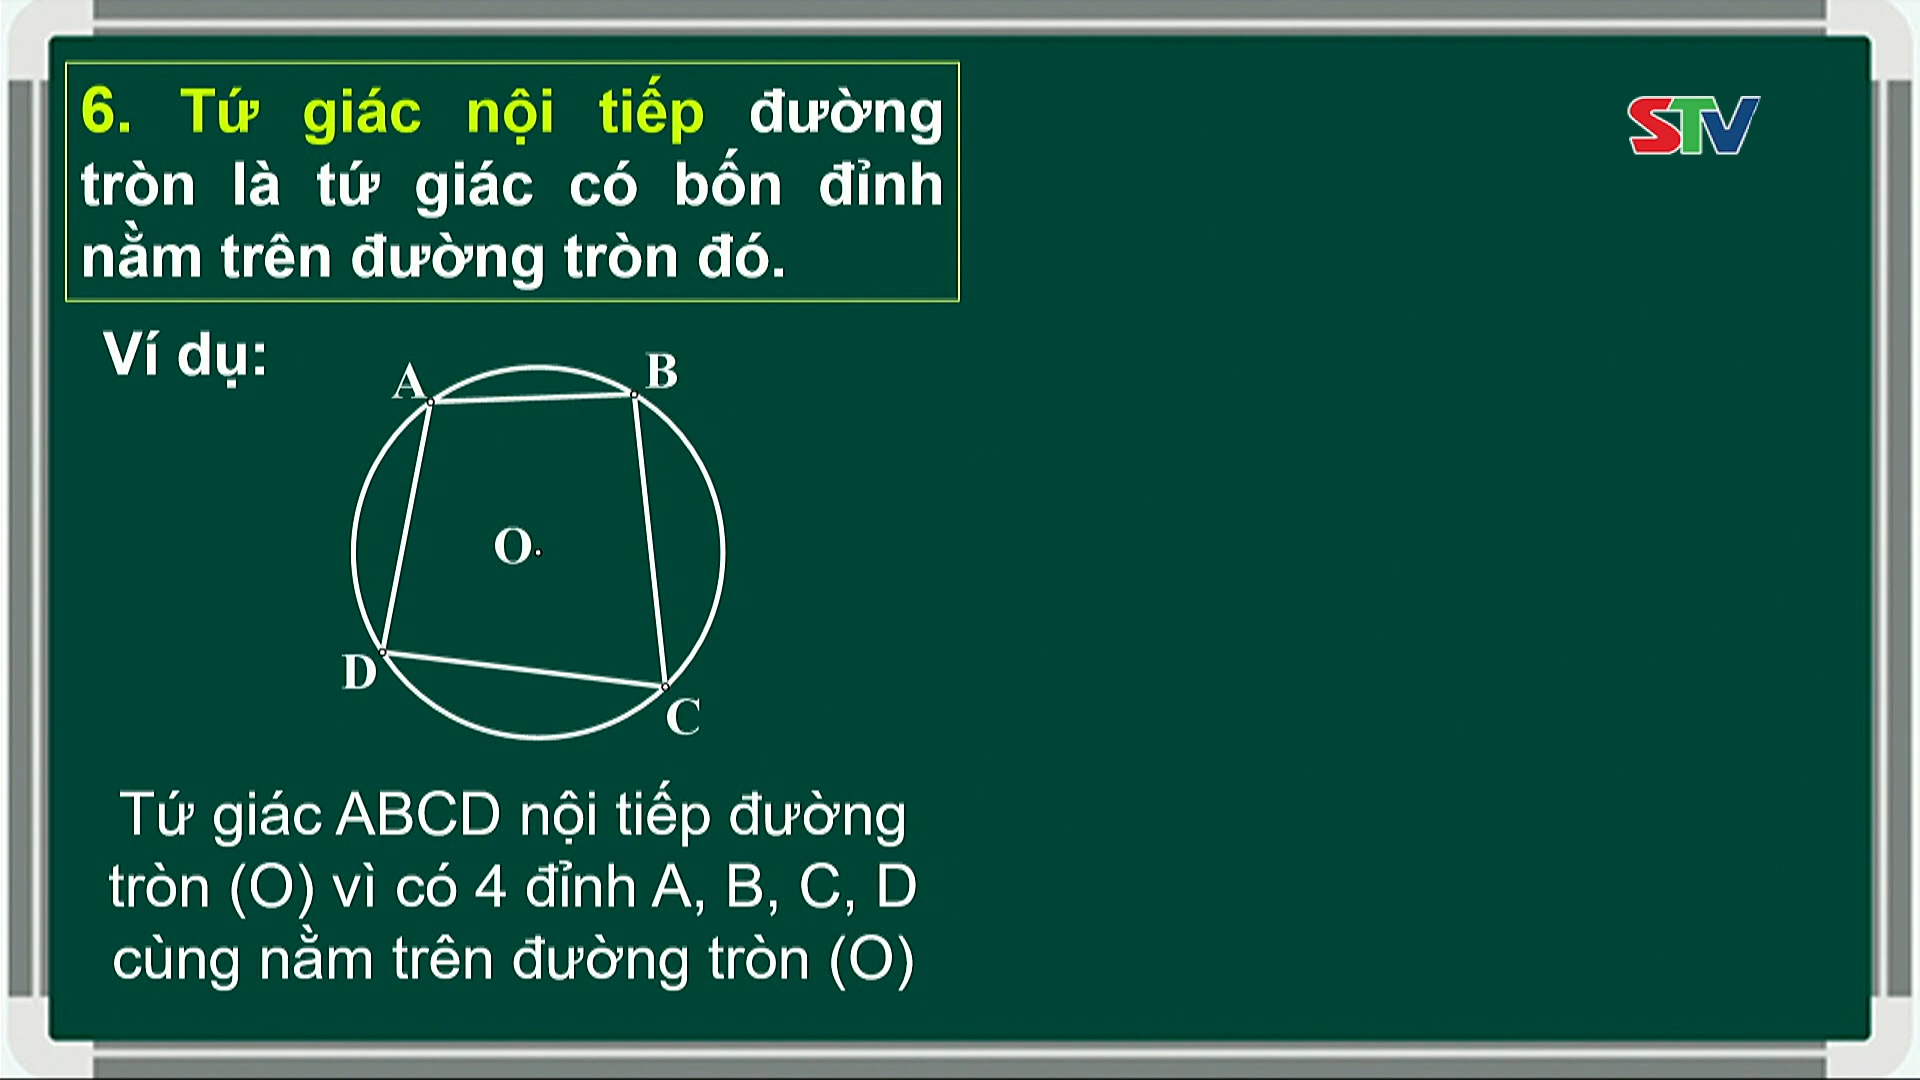 6. Tứ giác nội tiếp đường
tròn là tứ giác có bốn đỉnh
nằm trên đường tròn đó.
STV
Ví dụ:
A
B
O
D
C
Tứ giác ABCD nội tiếp đường
tròn (O) vì có 4 đỉnh A, B, C, D
cùng nằm trên đường tròn (O)